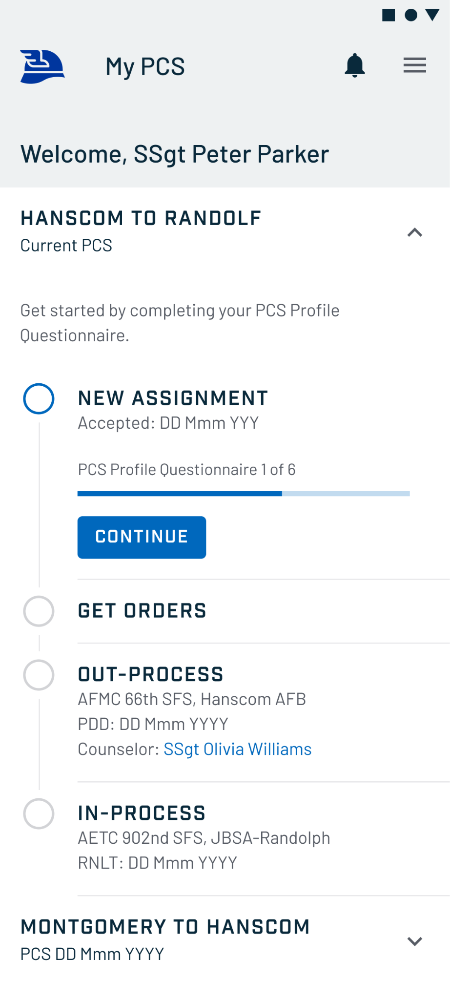 My PCS
Welcome, SSgt Peter Parker
HANSCOM TO RANDOLF
Current PCS
Get started by completing your PCS Profile
Questionnaire.
NEW ASSIGNMENT
Accepted: DD Mmm YYY
PCS Profile Questionnaire 1 of 6
CONTINUE
GET ORDERS
OUT-PROCESS
AFMC 66th SFS, Hanscom AFB
PDD: DD Mmm YYYY
Counselor: SSgt Olivia Williams
IN-PROCESS
AETC 902nd SFS, JBSA-Randolph
RNLT: DD Mmm YYYY
MONTGOMERY TO HANSCOM
PCS DD Mmm YYYY